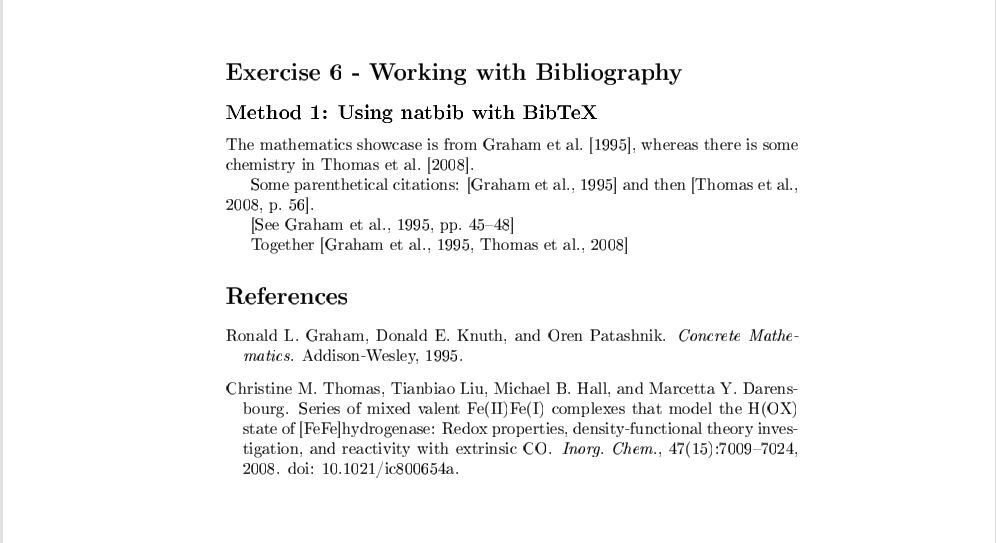 Exercise 6 - Working with Bibliography
Method 1: Using natbib with BibTeX
The mathematics showcase is from Graham et al. [1995], whereas there is some
chemistry in Thomas et al. [2008].
Some parenthetical citations: [Graham et al., 1995] and then [Thomas et al.,
2008, p. 56].
[See Graham et al., 1995, pp. 45–48]
Together [Graham et al., 1995, Thomas et al., 2008]
References
Ronald L. Graham, Donald E. Knuth, and Oren Patashnik. Concrete Mathe-
matics. Addison-Wesley, 1995.
Christine M. Thomas, Tianbiao Liu, Michael B. Hall, and Marcetta Y. Darens-
bourg. Series of mixed valent Fe(II)Fe(I) complexes that model the H(OX)
state of [FeFe]hydrogenase: Redox properties, density-functional theory inves-
tigation, and reactivity with extrinsic CO. Inorg. Chem., 47(15):7009–7024,
2008. doi: 10.1021/ic800654a.